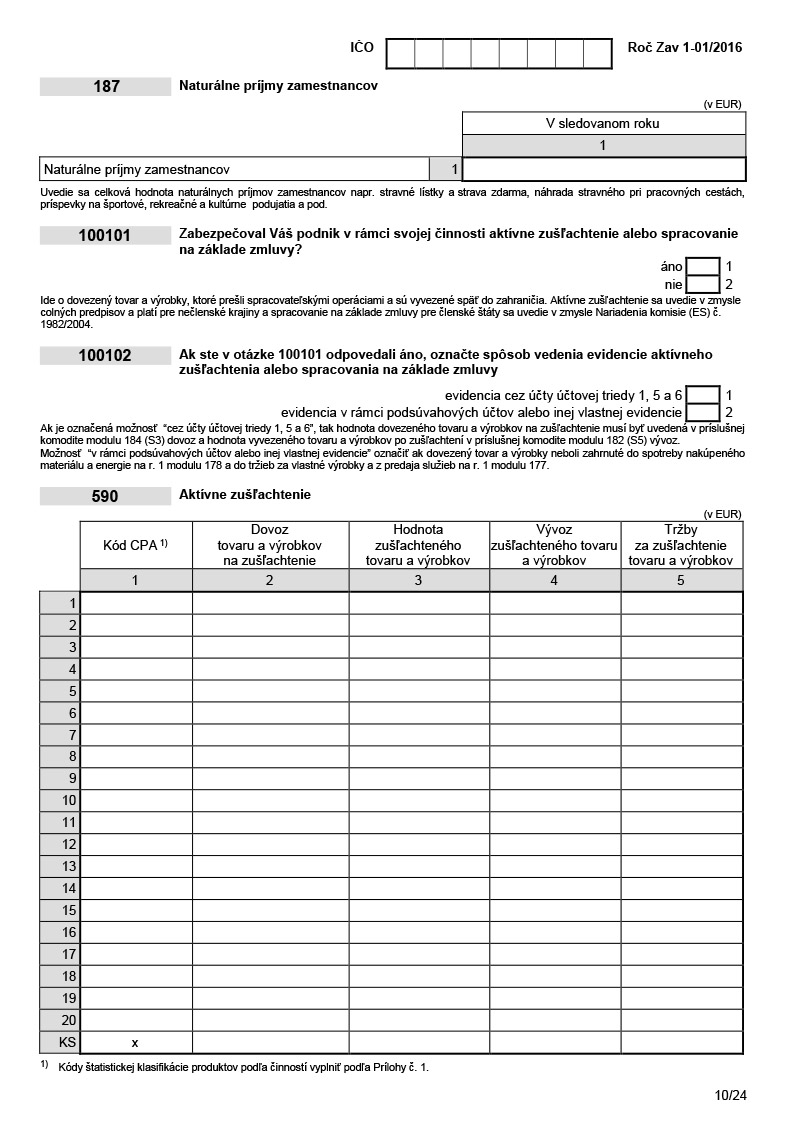 IČO Roč Zav 1-01/2016
187 Naturálne príjmy zamestnancov
(v EUR)
V sledovanom roku
1
Naturálne príjmy zamestnancov 1
Uvedie sa celková hodnota naturálnych príjmov zamestnancov napr. stravné lístky a strava zdarma, náhrada stravného pri pracovných cestách,
príspevky na športové, rekreačné a kultúrne podujatia a pod.
100101 Zabezpečoval Váš podnik v rámci svojej činnosti aktívne zušľachtenie alebo spracovanie
na základe zmluvy?
áno 1
nie 2
Ide o dovezený tovar a výrobky, ktoré prešli spracovateľskými operáciami a sú vyvezené späť do zahraničia. Aktívne zušľachtenie sa uvedie v zmysle
colných predpisov a platí pre nečlenské krajiny a spracovanie na základe zmluvy pre členské štáty sa uvedie v zmysle Nariadenia komisie (ES) č.
1982/2004.
100102 Ak ste v otázke 100101 odpovedali áno, označte spôsob vedenia evidencie aktívneho
zušľachtenia alebo spracovania na základe zmluvy
evidencia cez účty účtovej triedy 1, 5 a 6 1
evidencia v rámci podsúvahových účtov alebo inej vlastnej evidencie 2
Ak je označená možnosť “cez účty účtovej triedy 1, 5 a 6”, tak hodnota dovezeného tovaru a výrobkov na zušľachtenie musí byť uvedená v príslušnej
komodite modulu 184 (S3) dovoz a hodnota vyvezeného tovaru a výrobkov po zušľachtení v príslušnej komodite modulu 182 (S5) vývoz.
Možnosť “v rámci podsúvahových účtov alebo inej vlastnej evidencie” označiť ak dovezený tovar a výrobky neboli zahrnuté do spotreby nakúpeného
materiálu a energie na r. 1 modulu 178 a do tržieb za vlastné výrobky a z predaja služieb na r. 1 modulu 177.
590 Aktívne zušľachtenie
(v EUR)
Dovoz Hodnota Vývoz Tržby
Kód CPA 1) tovaru a výrobkov zušľachteného zušľachteného tovaru za zušľachtenie
na zušľachtenie tovaru a výrobkov a výrobkov tovaru a výrobkov
1 2 3 4 5
1
2
3
4
5
6
7
8
9
10
11
12
13
14
15
16
17
18
19
20
KS x
1) Kódy štatistickej klasifikácie produktov podľa činností vyplniť podľa Prílohy č. 1.
10/24